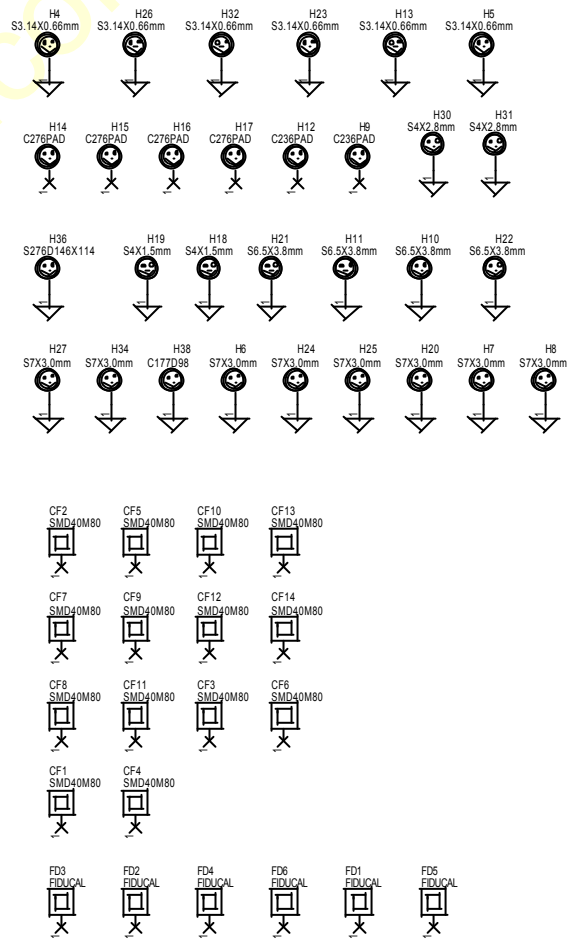 H4 H26 H32 H23 H13 H5
S3.14X0.66mm S3.14X0.66mm S3.14X0.66mm S3.14X0.66mm S3.14X0.66mm S3.14X0.66mm
H30 H31
S4X2.8mm S4X2.8mm
H14 H15 H16 H17 H12 H9
C276PAD C276PAD C276PAD C276PAD C236PAD C236PAD
H36 H19 H18 H21 H11 H10 H22
S276D146X114 S4X1.5mm S4X1.5mm S6.5X3.8mm S6.5X3.8mm S6.5X3.8mm S6.5X3.8mm
H27 H34 H38 H6 H24 H25 H20 H7 H8
S7X3.0mm S7X3.0mm C177D98 S7X3.0mm S7X3.0mm S7X3.0mm S7X3.0mm S7X3.0mm S7X3.0mm
CF2 CF5 CF10 CF13
SMD40M80 SMD40M80 SMD40M80 SMD40M80
CF7 CF9 CF12 CF14
SMD40M80 SMD40M80 SMD40M80 SMD40M80
CF8 CF11 CF3 CF6
SMD40M80 SMD40M80 SMD40M80 SMD40M80
CF1 CF4
SMD40M80 SMD40M80
FD3 FD2 FD4 FD6 FD1 FD5
FIDUCAL FIDUCAL FIDUCAL FIDUCAL FIDUCAL FIDUCAL